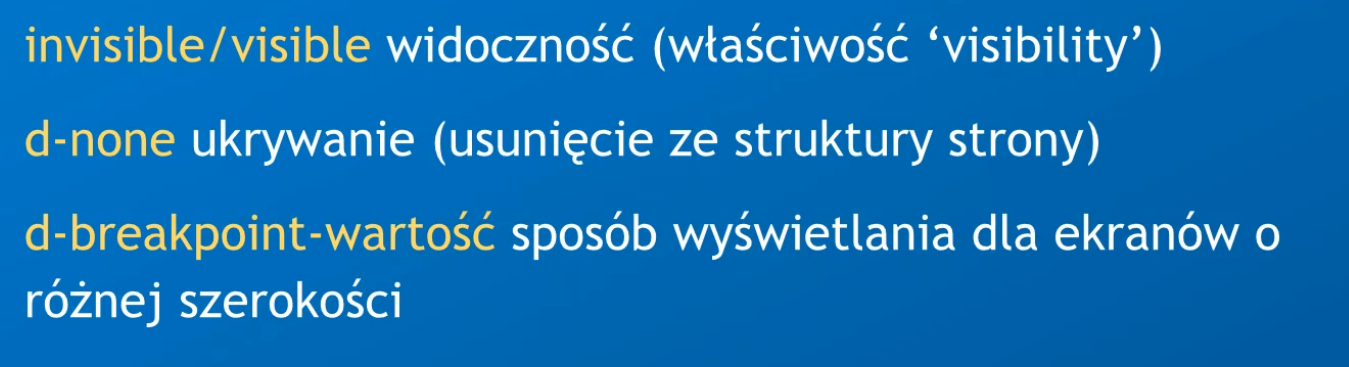 invisible/visible widoczność (właściwość ‘visibility’)
d-none ukrywanie (usunięcie ze struktury strony)
d-breakpoint-wartość sposób wyświetlania dla ekranów o
różnej szerokości